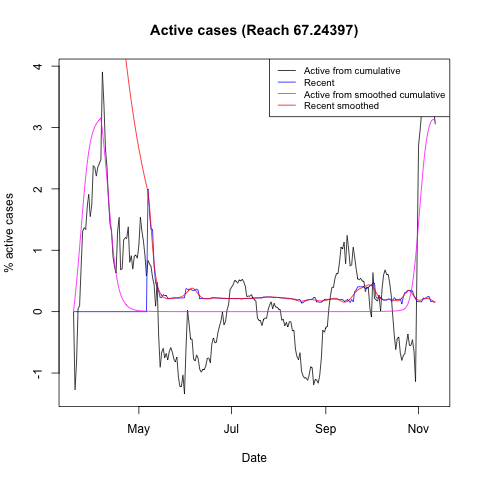 Active cases (Reach 67.24397)
Active from cumulative
Recent
Active from smoothed cumulative
Recent smoothed
% active cases
4
3
2
1
0
-1
May
Jul
Sep
Nov
Date